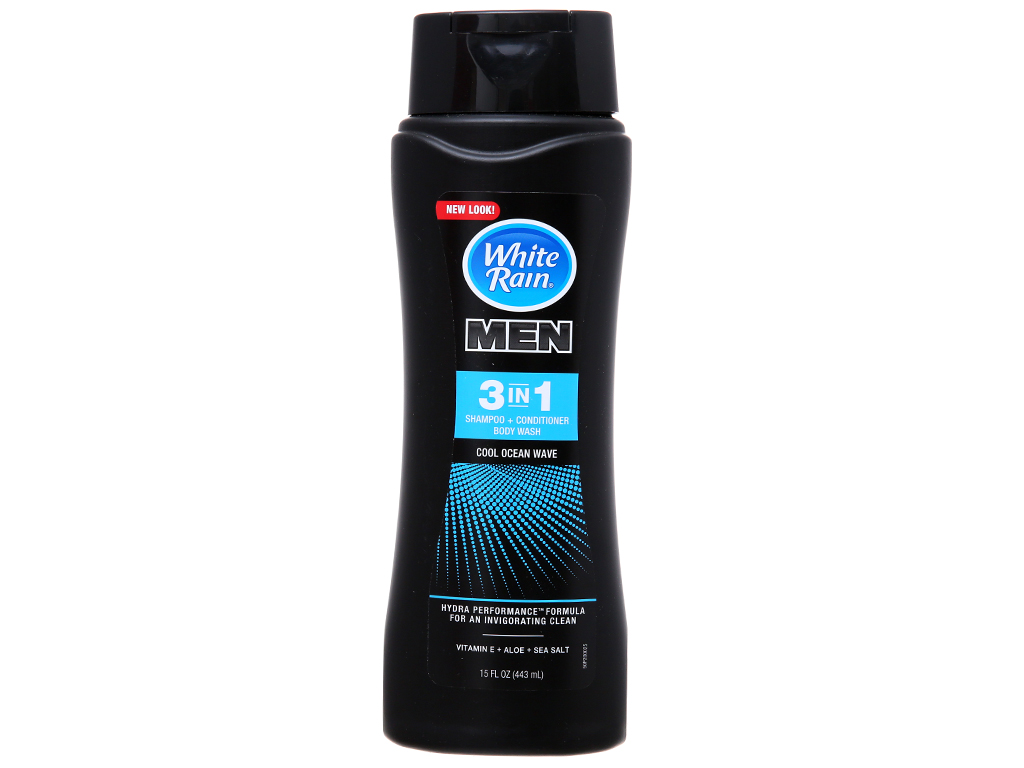 NEW LOOK!
White
Rain®
MEN
3 IN 1
SHAMPOO + CONDITIONER
BODY WASH
COOL OCEAN WAVE
HYDRA PERFORMANCE™ FORMULA
FOR AN INVIGORATING CLEAN
VITAMIN E + ALOE + SEA SALT
15 FL OZ (443 mL)